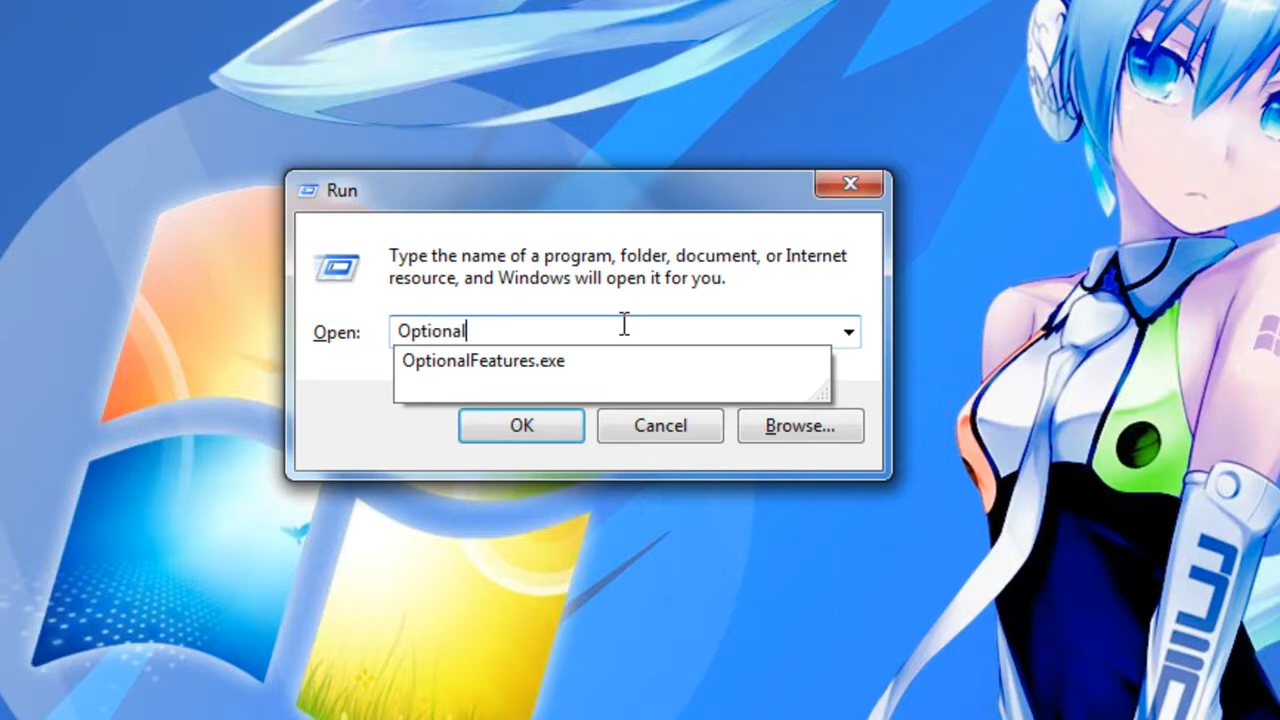 Run
Type the name of a program, folder, document, or Internet
resource, and Windows will open it for you.
Open:
Optional
OptionalFeatures.exe
OK
Cancel
Browse...